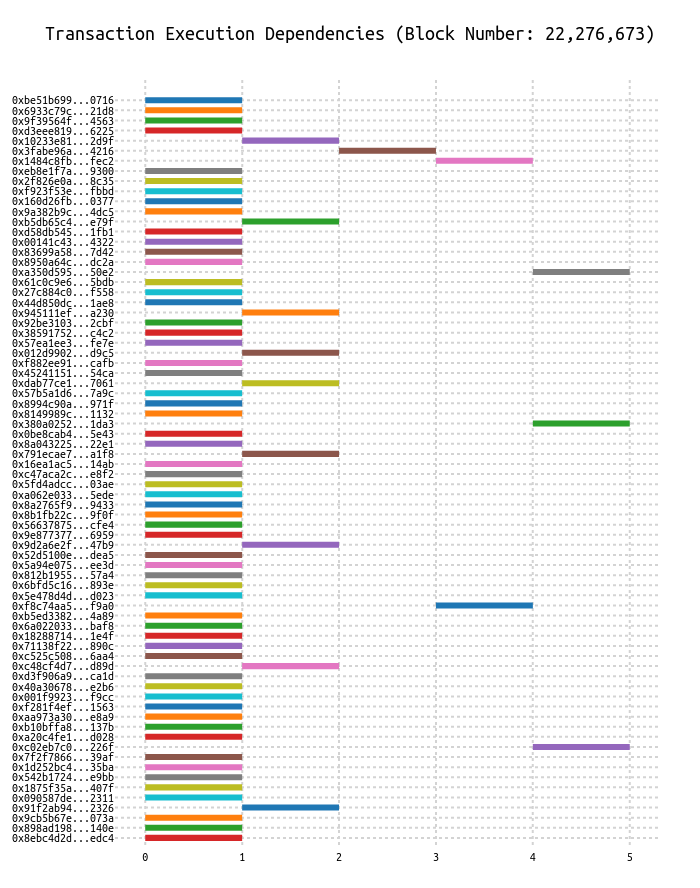 Transaction Execution Dependencies (Block Number: 22,276,673)
0xbe51b699...0716
0x6933c79c...21d8
0x9f39564f...4563
0xd3eee819...6225
0x10233e81...2d9f
0x3fabe96a...4216
0x1484c8fb...fec2
0xeb8e1f7a...9300
0x2f826e0a...8c35
0xf923f53e...fbbd
0x160d26fb...0377
0x9a382b9c...4dc5
0xb5db65c4...e79f
0xd58db545...1fb1
0x00141c43...4322
0x83699a58...7d42
0x8950a64c...dc2a
0xa350d595...50e2
0x61c0c9e6...5bdb
0x27c884c0...f558
0x44d850dc...1ae8
0x945111ef...a230
0x92be3103...2cbf
0x38591752...c4c2
0x57ea1ee3...fe7e
0x012d9902...d9c5
0xf882ee91...cafb
0x45241151...54ca
0xdab77ce1...7061
0x57b5a1d6...7a9c
0x8994c90a...971f
0x8149989c...1132
0x380a0252...1da3
0x0be8cab4...5e43
0x8a043225...22e1
0x791ecae7...a1f8
0x16ea1ac5...14ab
0xc47aca2c...e8f2
0x5fd4adcc...03ae
0xa062e033...5ede
0x8a2765f9...9433
0x8b1fb22c...9f0f
0x56637875...cfe4
0x9e877377...6959
0x9d2a6e2f...47b9
0x52d5100e...dea5
0x5a94e075...ee3d
0x812b1955...57a4
0x6bfd5c16...893e
0x5e478d4d...d023
0xf8c74aa5...f9a0
0xb5ed3382...4a89
0x6a022033...baf8
0x18288714...1e4f
0x71138f22...890c
0xc525c508...6aa4
0xc48cf4d7...d89d
0xd3f906a9...ca1d
0x40a30678...e2b6
0x001f9923...f9cc
0xf281f4ef...1563
0xaa973a30...e8a9
0xb10bffa8...137b
0xa20c4fe1...d028
0xc02eb7c0...226f
0x7f2f7866...39af
0x1d252bc4...35ba
0x542b1724...e9bb
0x1875f35a...407f
0x090587de...2311
0x91f2ab94...2326
0x9cb5b67e...073a
0x898ad198...140e
0x8ebc4d2d...edc4
0 1 2 3 4 5